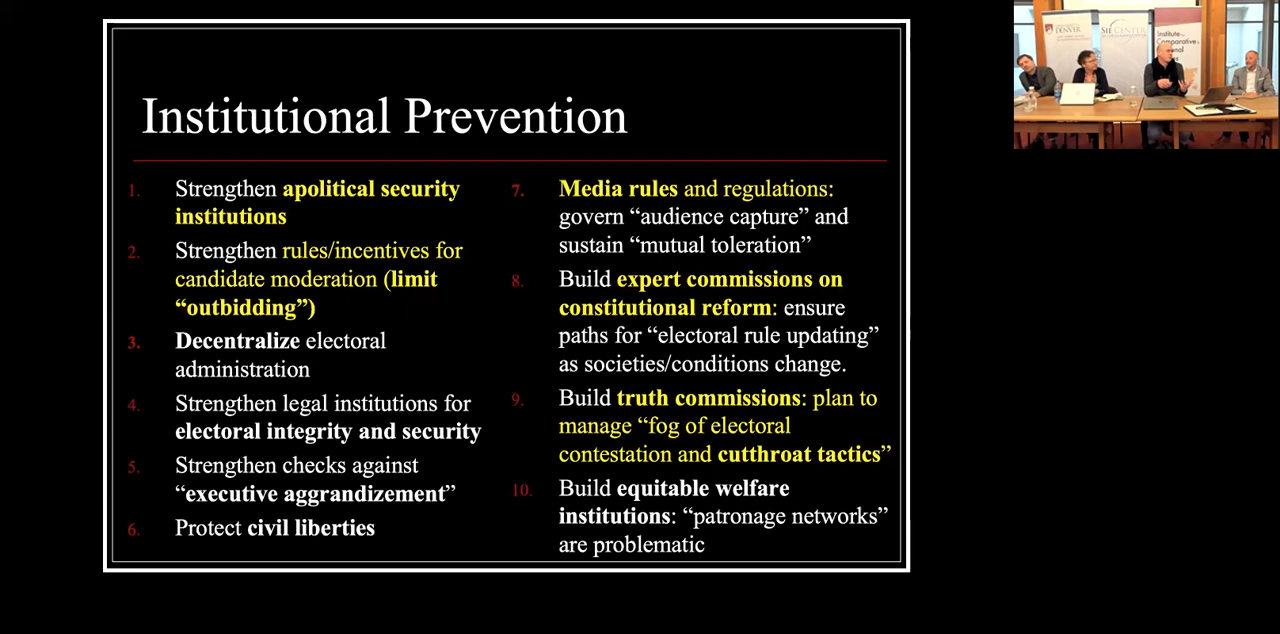 Institutional Prevention
1. Strengthen apolitical security
institutions
2. Strengthen rules/incentives for
candidate moderation (limit
“outbidding”)
3. Decentralize electoral
administration
4. Strengthen legal institutions for
electoral integrity and security
5. Strengthen checks against
“executive aggrandizement”
6. Protect civil liberties
7. Media rules and regulations:
govern “audience capture” and
sustain “mutual toleration”
8. Build expert commissions on
constitutional reform: ensure
paths for “electoral rule updating”
as societies/conditions change.
9. Build truth commissions: plan to
manage “fog of electoral
contestation and cutthroat tactics”
10. Build equitable welfare
institutions: “patronage networks”
are problematic
DENVER
SIÉ CENTER
Institute